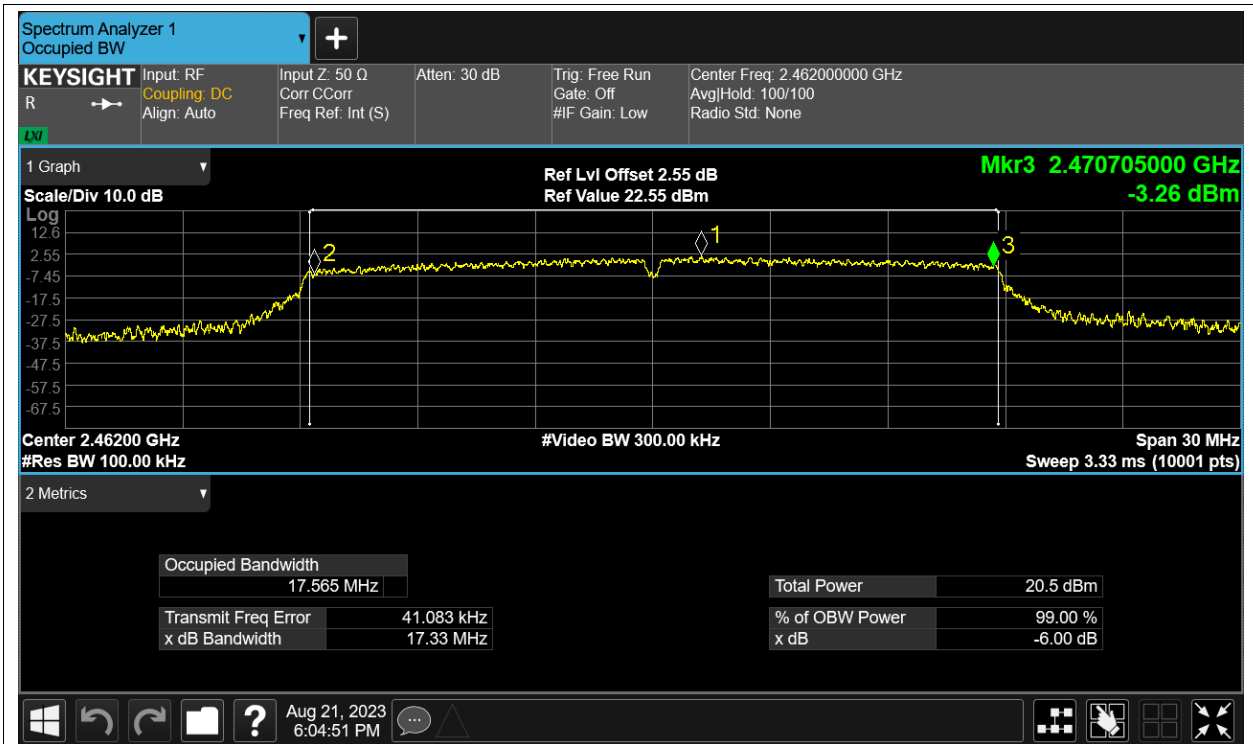 Spectrum Analyzer 1
Occupied BW
KEYSIGHT
R
LXI
Input: RF
Coupling: DC
Align: Auto
Input Z: 50 Ω
Corr CCorr
Freq Ref: Int (S)
Atten: 30 dB
Trig: Free Run
Gate: Off
#IF Gain: Low
Center Freq: 2.462000000 GHz
Avg|Hold: 100/100
Radio Std: None
1 Graph
Scale/Div 10.0 dB
Ref Lvl Offset 2.55 dB
Ref Value 22.55 dBm
Mkr3 2.470705000 GHz
-3.26 dBm
Log
12.6
2.55
-7.45
-17.5
-27.5
-37.5
-47.5
-57.5
-67.5
2
1
3
Center 2.46200 GHz
#Video BW 300.00 kHz
Span 30 MHz
#Res BW 100.00 kHz
Sweep 3.33 ms (10001 pts)
2 Metrics
Occupied Bandwidth
17.565 MHz
Transmit Freq Error 41.083 kHz
x dB Bandwidth 17.33 MHz
Total Power 20.5 dBm
% of OBW Power 99.00 %
x dB -6.00 dB
?
Aug 21, 2023
6:04:51 PM